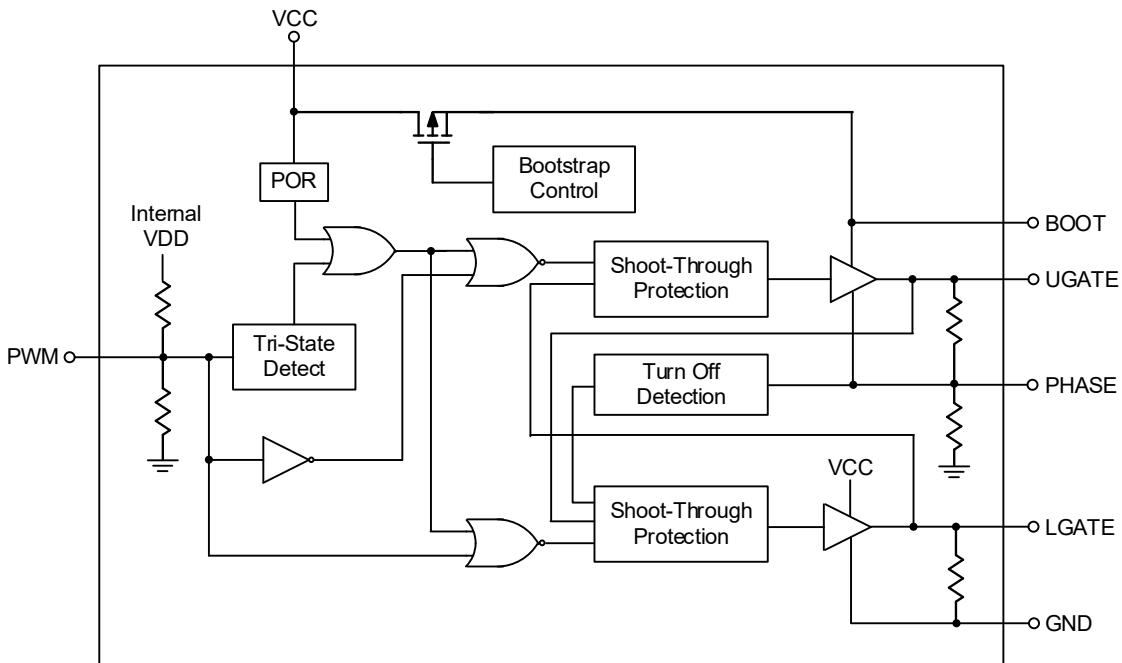 VCC
POR
Bootstrap
Control
Internal
VDD
BOOT
Shoot-Through
Protection
UGATE
PWM
Tri-State
Detect
Turn Off
Detection
PHASE
VCC
Shoot-Through
Protection
LGATE
GND